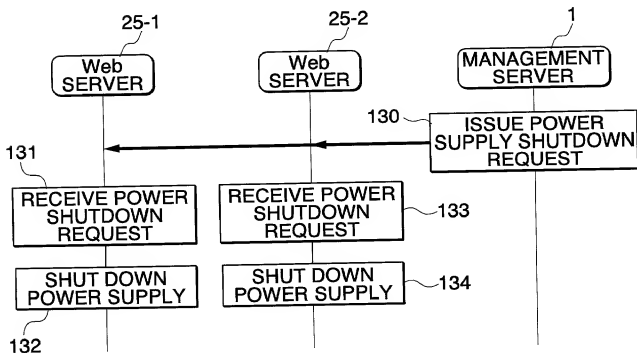 25-1
25-2
1
Web
SERVER
Web
SERVER
MANAGEMENT
SERVER
130
ISSUE POWER
SUPPLY SHUTDOWN
REQUEST
131
RECEIVE POWER
SHUTDOWN
REQUEST
RECEIVE POWER
SHUTDOWN
REQUEST
133
SHUT DOWN
POWER SUPPLY
SHUT DOWN
POWER SUPPLY
134
132